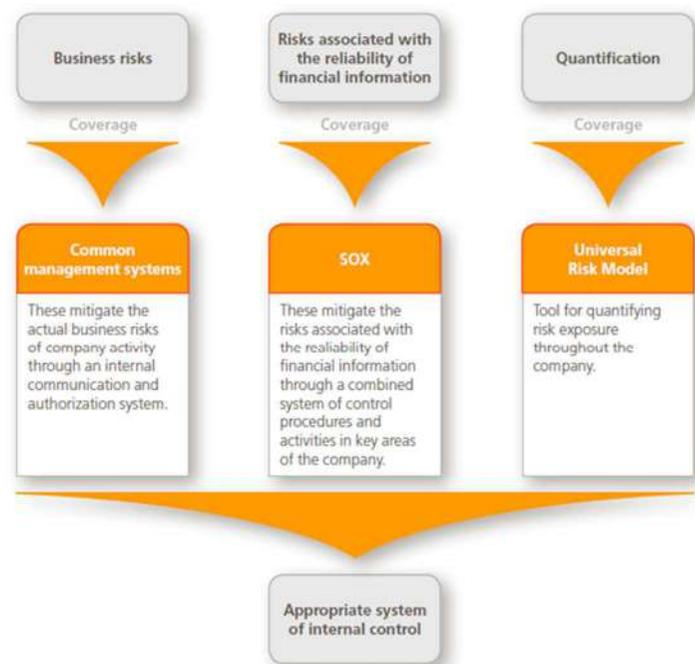 Business risks
Risks associated with
the reliability of
financial information
Quantification
Coverage
Coverage
Coverage
Common
management systems
These mitigate the
actual business risks
of company activity
through an internal
communication and
authorization system.
SOX
These mitigate the
risks associated with
the realiability of
financial information
through a combined
system of control
procedures and
activities in key areas
of the company.
Universal
Risk Model
Tool for quantifying
risk exposure
throughout the
company.
Appropriate system
of internal control